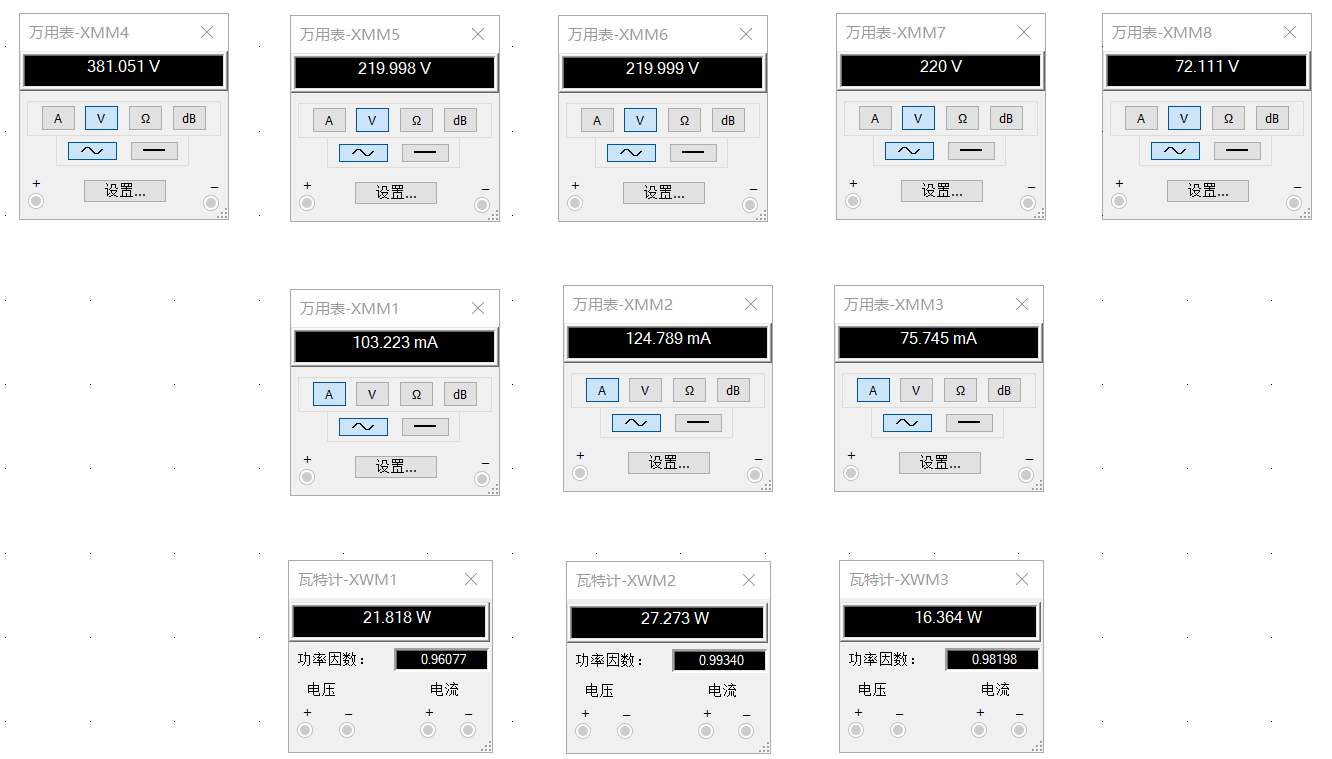 万用表-XMM4
381.051 V
A V Ω dB
+ 设置... −
万用表-XMM5
219.998 V
A V Ω dB
+ 设置... −
万用表-XMM6
219.999 V
A V Ω dB
+ 设置... −
万用表-XMM7
220 V
A V Ω dB
+ 设置... −
万用表-XMM8
72.111 V
A V Ω dB
+ 设置... −
万用表-XMM1
103.223 mA
A V Ω dB
+ 设置... −
万用表-XMM2
124.789 mA
A V Ω dB
+ 设置... −
万用表-XMM3
75.745 mA
A V Ω dB
+ 设置... −
瓦特计-XWM1
21.818 W
功率因数： 0.96077
电压 电流
+ − + −
瓦特计-XWM2
27.273 W
功率因数： 0.99340
电压 电流
+ − + −
瓦特计-XWM3
16.364 W
功率因数： 0.98198
电压 电流
+ − + −